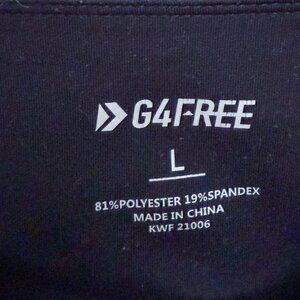 G4FREE
L
81%POLYESTER 19%SPANDEX
MADE IN CHINA
KWF 21006